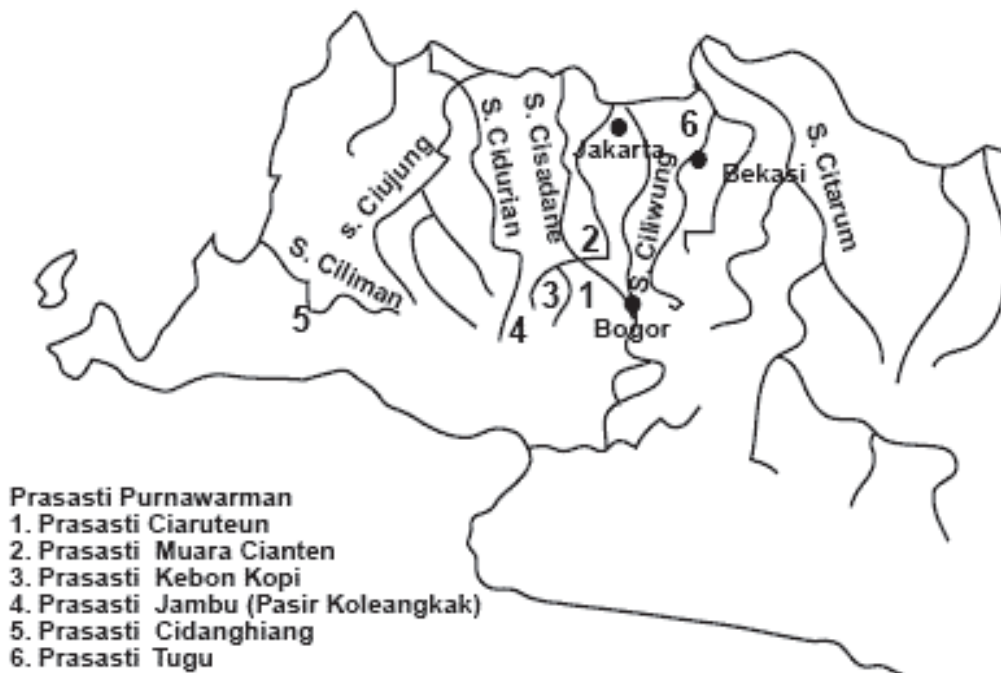 S. Ciujung
S. Cidurian
S. Cisadane
Jakarta
6
Bekasi
S. Citarum
S. Ciliwung
2
S. Ciliman
5
3
1
4
Bogor
Prasasti Purnawarman
1. Prasasti Ciaruteun
2. Prasasti Muara Cianten
3. Prasasti Kebon Kopi
4. Prasasti Jambu (Pasir Koleangkak)
5. Prasasti Cidanghiang
6. Prasasti Tugu